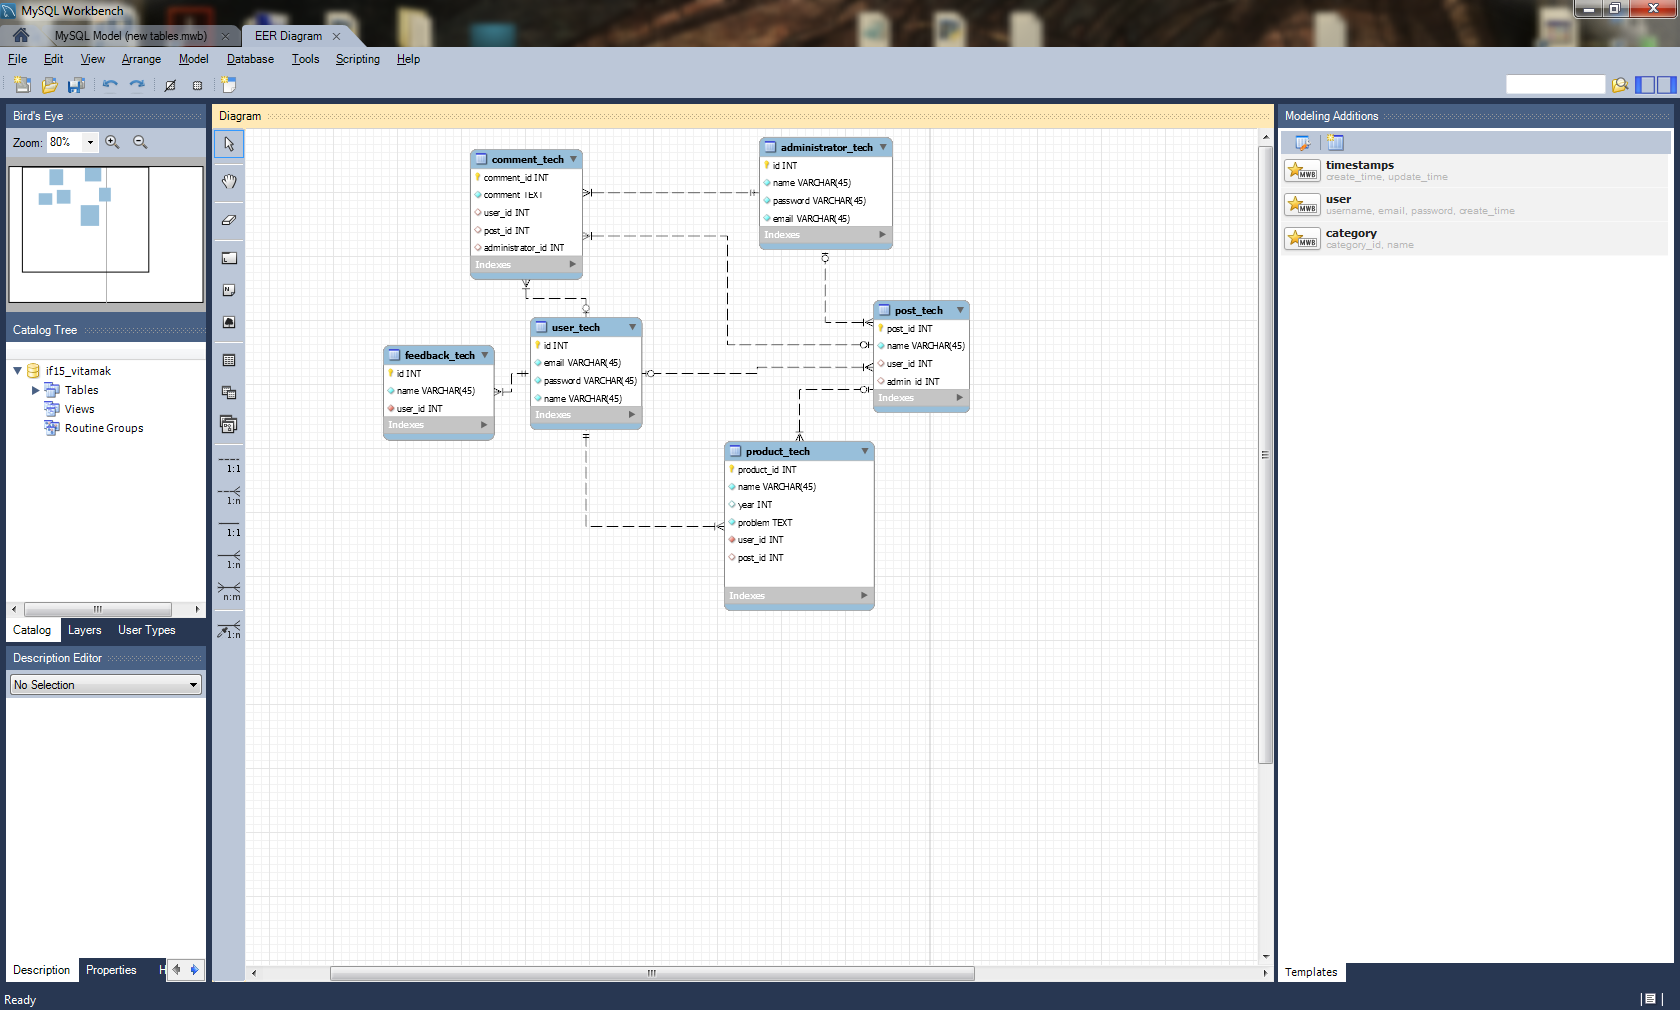 MySQL Workbench
MySQL Model (new tables.mwb)
EER Diagram
File Edit View Arrange Model Database Tools Scripting Help
Bird's Eye
Zoom: 80%
Catalog Tree
if15_vitamak
Tables
Views
Routine Groups
Catalog Layers User Types
Description Editor
No Selection
Description Properties H
Ready
Diagram
1:1
1:n
1:1
1:n
n:m
1:n
comment_tech
comment_id INT
comment TEXT
user_id INT
post_id INT
administrator_id INT
Indexes
administrator_tech
id INT
name VARCHAR(45)
password VARCHAR(45)
email VARCHAR(45)
Indexes
post_tech
post_id INT
name VARCHAR(45)
user_id INT
admin_id INT
Indexes
user_tech
id INT
email VARCHAR(45)
password VARCHAR(45)
name VARCHAR(45)
Indexes
feedback_tech
id INT
name VARCHAR(45)
user_id INT
Indexes
product_tech
product_id INT
name VARCHAR(45)
year INT
problem TEXT
user_id INT
post_id INT
Indexes
Modeling Additions
timestamps
create_time, update_time
user
username, email, password, create_time
category
category_id, name
MWB
MWB
MWB
Templates